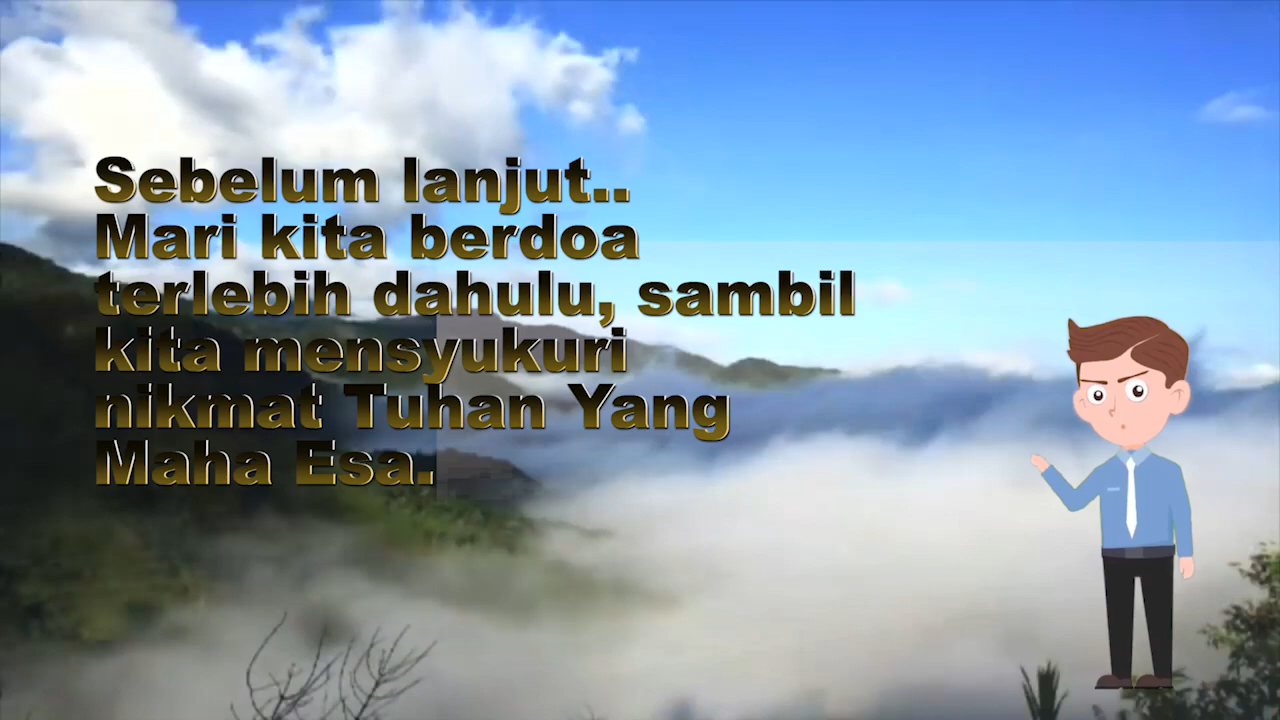 Sebelum lanjut..
Mari kita berdoa
terlebih dahulu, sambil
kita mensyukuri
nikmat Tuhan Yang
Maha Esa.